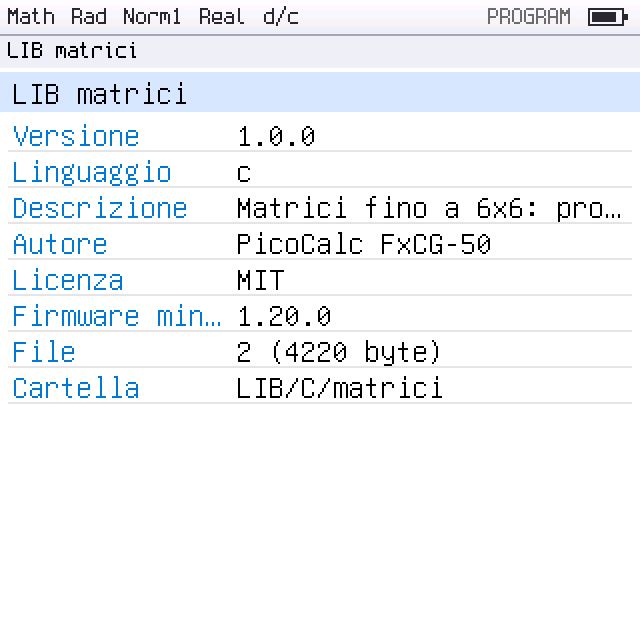 Math Rad Norm1 Real d/c PROGRAM
LIB matrici
LIB matrici
Versione 1.0.0
Linguaggio c
Descrizione Matrici fino a 6x6: pro…
Autore PicoCalc FxCG-50
Licenza MIT
Firmware min… 1.20.0
File 2 (4220 byte)
Cartella LIB/C/matrici